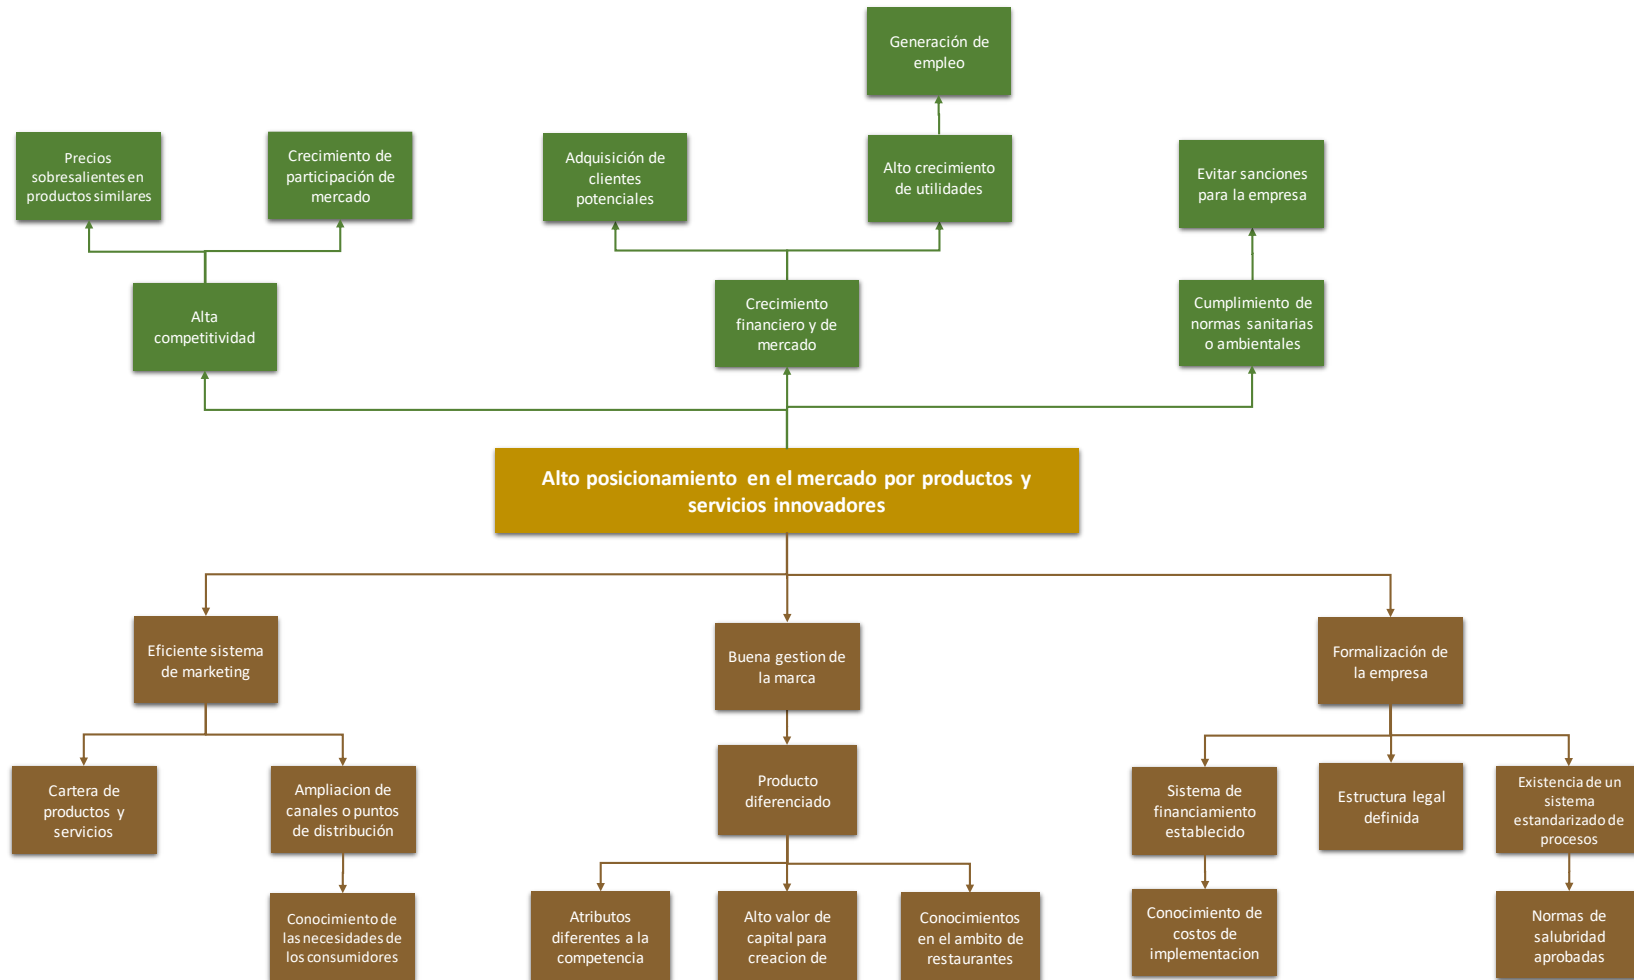 Generación de
empleo
Precios
sobresalientes en
productos similares
Crecimiento de
participación de
mercado
Adquisición de
clientes
potenciales
Alto crecimiento
de utilidades
Evitar sanciones
para la empresa
Alta
competitividad
Crecimiento
financiero y de
mercado
Cumplimiento de
normas sanitarias
o ambientales
Alto posicionamiento en el mercado por productos y
servicios innovadores
Eficiente sistema
de marketing
Buena gestion de
la marca
Formalización de
la empresa
Cartera de
productos y
servicios
Ampliacion de
canales o puntos
de distribución
Producto
diferenciado
Sistema de
financiamiento
establecido
Estructura legal
definida
Existencia de un
sistema
estandarizado de
procesos
Conocimiento de
las necesidades de
los consumidores
Atributos
diferentes a la
competencia
Alto valor de
capital para
creacion de
Conocimientos
en el ambito de
restaurantes
Conocimiento de
costos de
implementacion
Normas de
salubridad
aprobadas